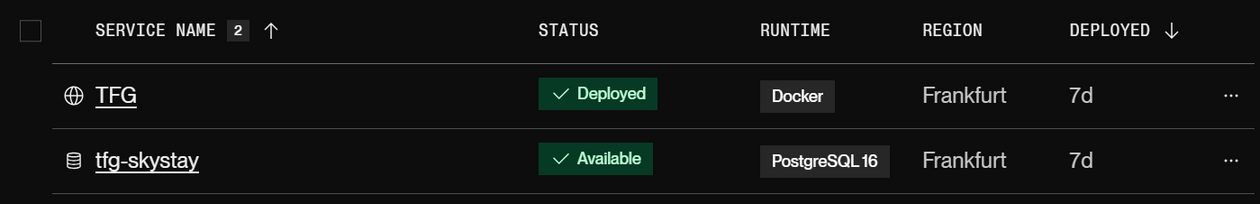 SERVICE NAME 2 ↑ STATUS RUNTIME REGION DEPLOYED ↓
TFG ✓ Deployed Docker Frankfurt 7d ...
tfg-skystay ✓ Available PostgreSQL 16 Frankfurt 7d ...